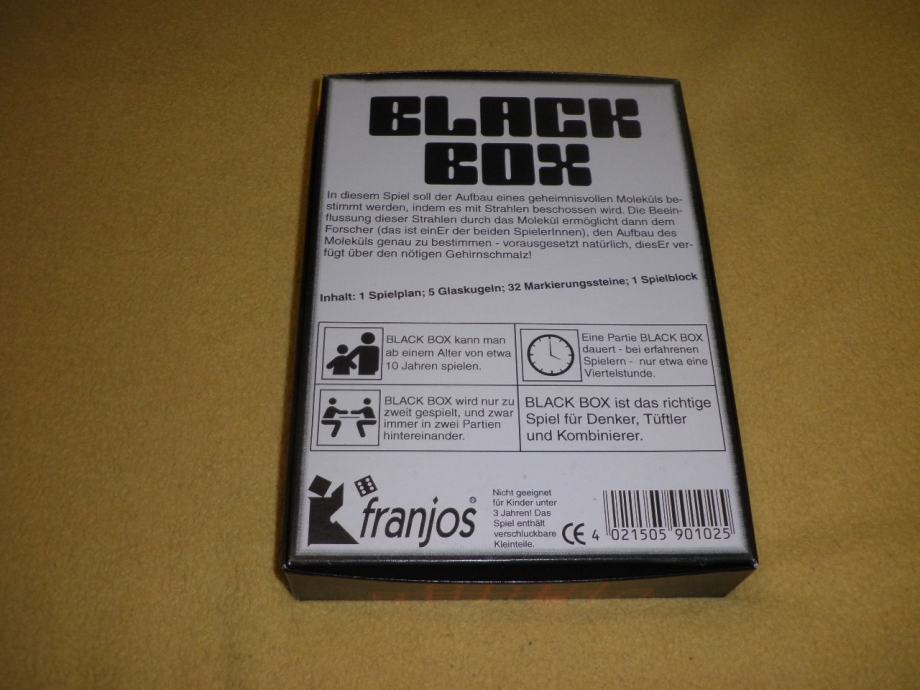 BLACK
BOX
In diesem Spiel soll der Aufbau eines geheimnisvollen Moleküls be-
stimmt werden, indem es mit Strahlen beschossen wird. Die Beein-
flussung dieser Strahlen durch das Molekül ermöglicht dann dem
Forscher (das ist einEr der beiden SpielerInnen), den Aufbau des
Moleküls genau zu bestimmen - vorausgesetzt natürlich, diesEr ver-
fügt über den nötigen Gehirnschmalz!
Inhalt: 1 Spielplan; 5 Glaskugeln; 32 Markierungssteine; 1 Spielblock
BLACK BOX kann man
ab einem Alter von etwa
10 Jahren spielen.
Eine Partie BLACK BOX
dauert - bei erfahrenen
Spielern - nur etwa eine
Viertelstunde.
BLACK BOX wird nur zu
zweit gespielt, und zwar
immer in zwei Partien
hintereinander.
BLACK BOX ist das richtige
Spiel für Denker, Tüftler
und Kombinierer.
franjos®
Nicht geeignet
für Kinder unter
3 Jahren! Das
Spiel enthält
verschluckbare
Kleinteile.
CE
4 021505 901025